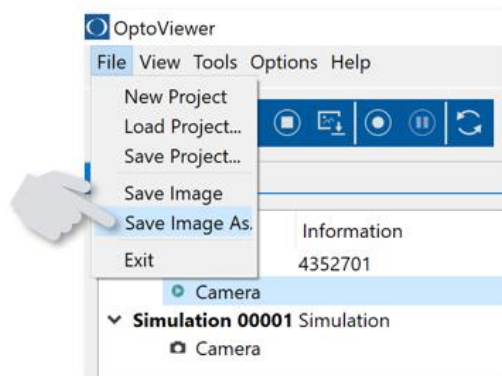 OptoViewer
File View Tools Options Help
New Project
Load Project...
Save Project...
Save Image
Save Image As.
Exit
Information
4352701
Camera
Simulation 00001 Simulation
Camera